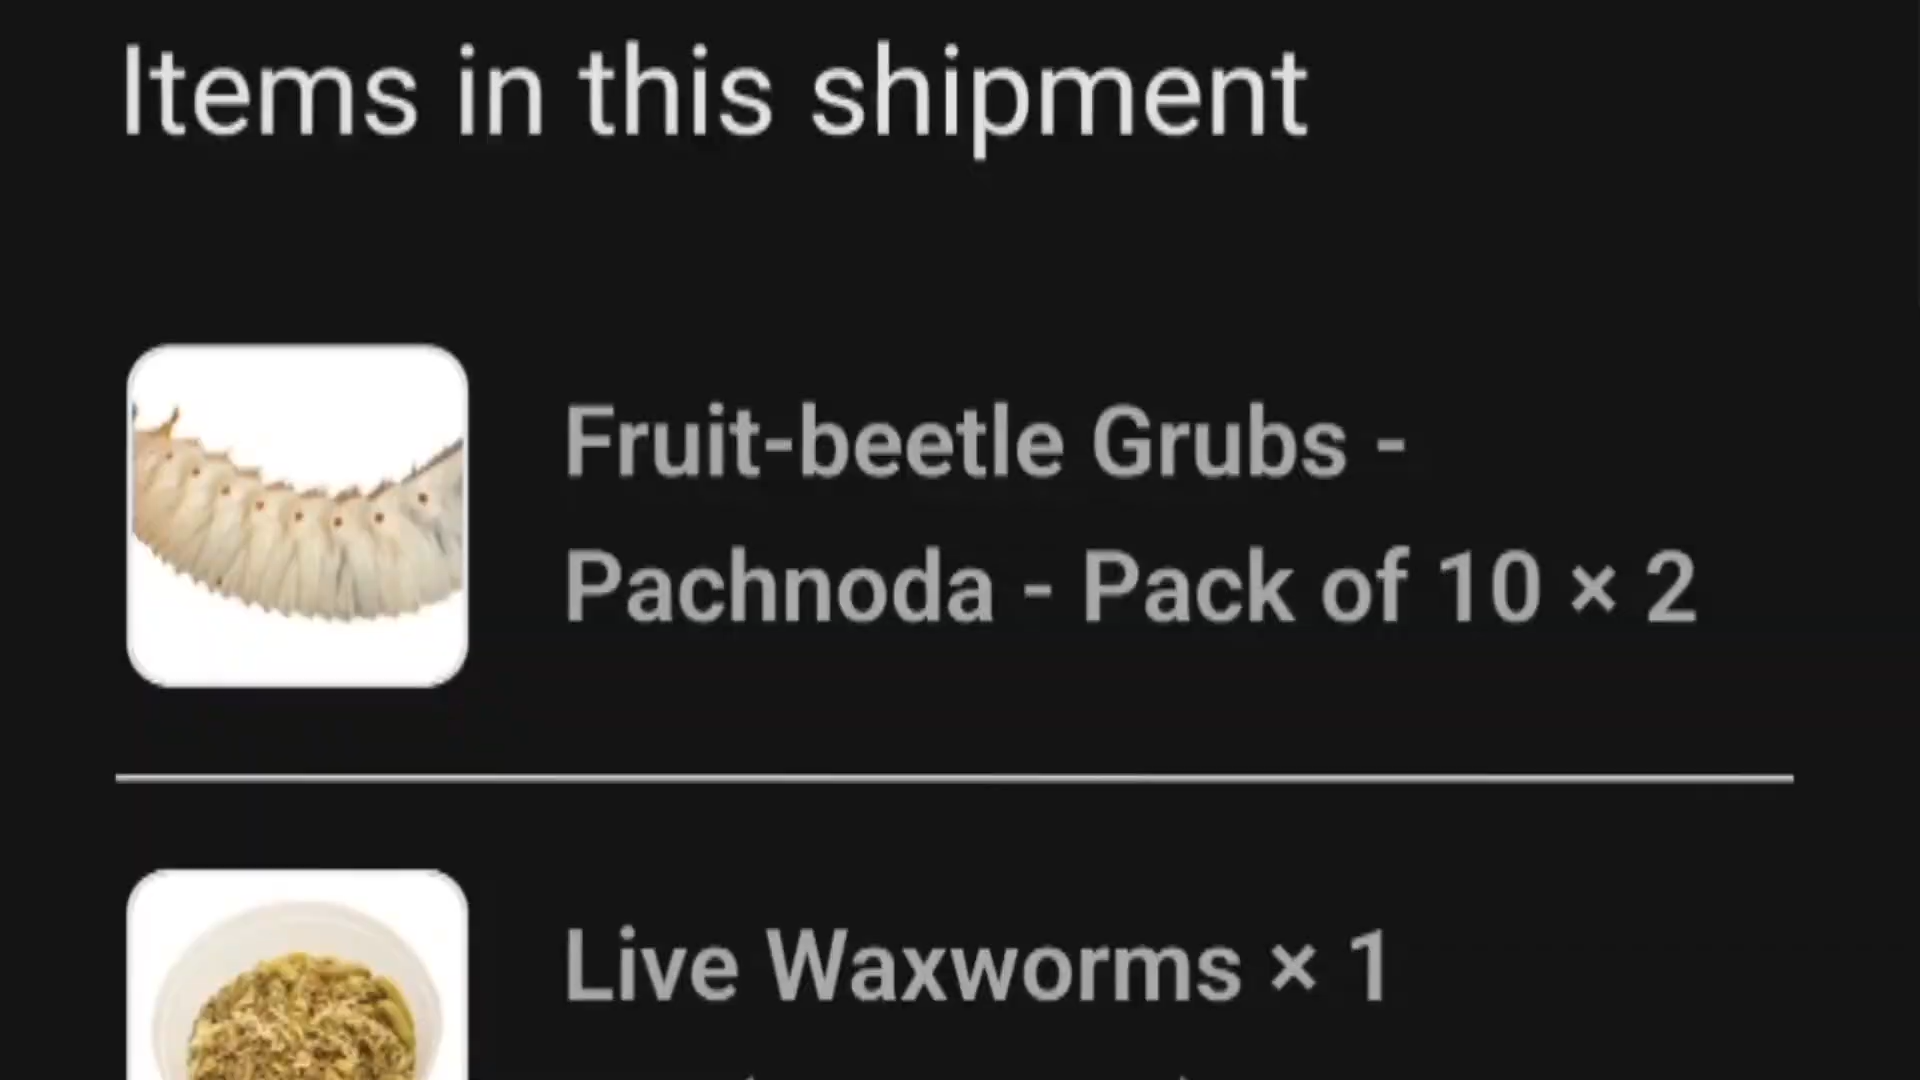 Items in this shipment
Fruit-beetle Grubs -
Pachnoda - Pack of 10 × 2
Live Waxworms × 1